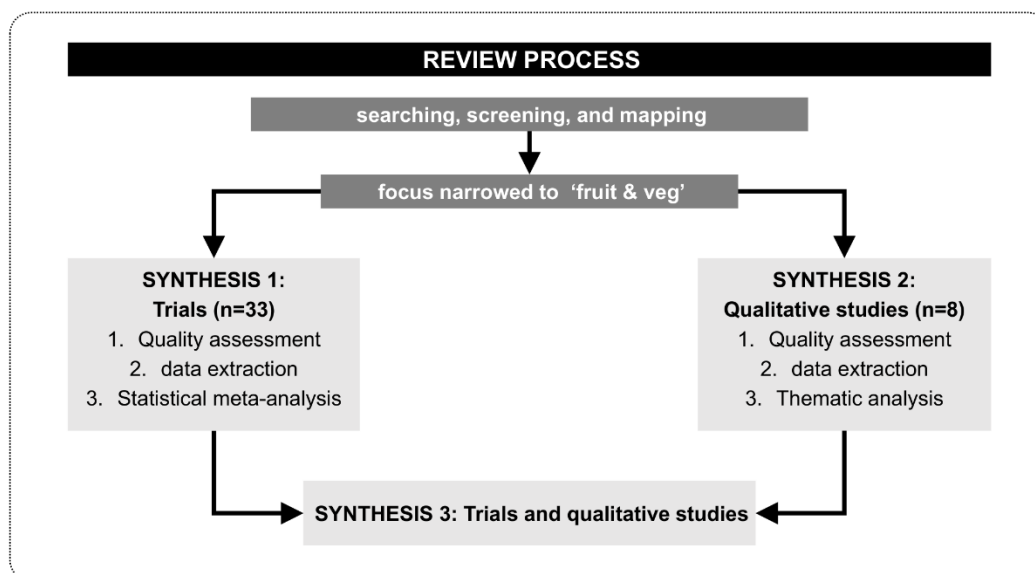 REVIEW PROCESS
searching, screening, and mapping
focus narrowed to ‘fruit & veg’
SYNTHESIS 1:
Trials (n=33)
1. Quality assessment
2. data extraction
3. Statistical meta-analysis
SYNTHESIS 2:
Qualitative studies (n=8)
1. Quality assessment
2. data extraction
3. Thematic analysis
SYNTHESIS 3: Trials and qualitative studies